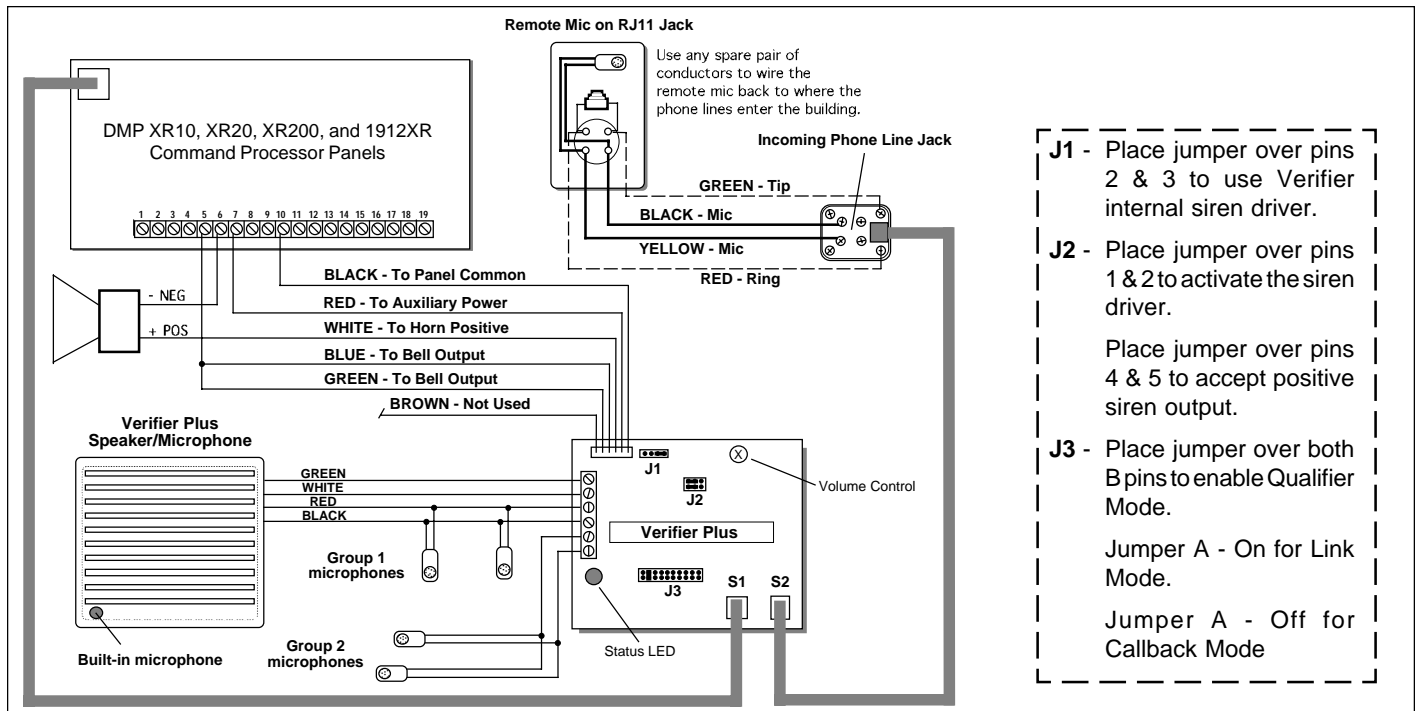 Remote Mic on RJ11 Jack
Use any spare pair of
conductors to wire the
remote mic back to where the
phone lines enter the building.
DMP XR10, XR20, XR200, and 1912XR
Command Processor Panels
1 2 3 4 5 6 7 8 9 10 11 12 13 14 15 16 17 18 19
Incoming Phone Line Jack
GREEN - Tip
BLACK - Mic
YELLOW - Mic
RED - Ring
- NEG
+ POS
BLACK - To Panel Common
RED - To Auxiliary Power
WHITE - To Horn Positive
BLUE - To Bell Output
GREEN - To Bell Output
BROWN - Not Used
Verifier Plus
Speaker/Microphone
GREEN
WHITE
RED
BLACK
Group 1
microphones
Group 2
microphones
Built-in microphone
J1
J2
X
Volume Control
Verifier Plus
J3
S1
S2
Status LED
J1 - Place jumper over pins
2 & 3 to use Verifier
internal siren driver.
J2 - Place jumper over pins
1 & 2 to activate the siren
driver.
Place jumper over pins
4 & 5 to accept positive
siren output.
J3 - Place jumper over both
B pins to enable Qualifier
Mode.
Jumper A - On for Link
Mode.
Jumper A - Off for
Callback Mode